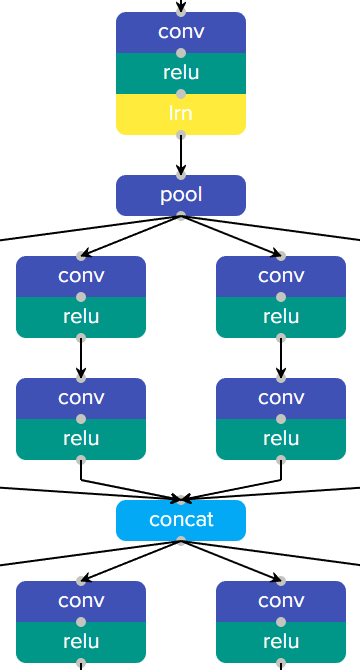 conv
relu
lrn
pool
conv conv
relu relu
conv conv
relu relu
concat
conv conv
relu relu